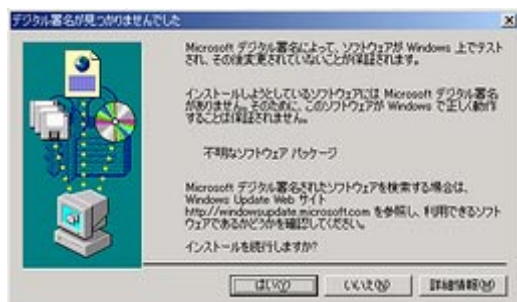 デジタル署名が見つかりませんでした
Microsoft デジタル署名によって、ソフトウェアが Windows 上でテスト
され、その後変更されていないことが保証されます。
インストールしようとしているソフトウェアには Microsoft デジタル署名
がありません。そのために、このソフトウェアが Windows で正しく動作
することは保証されません。
不明なソフトウェア パッケージ
Microsoft デジタル署名されたソフトウェアを検索する場合は、
Windows Update Web サイト
http://windowsupdate.microsoft.com を参照し、利用できるソフト
ウェアであるかどうかを確認してください。
インストールを続行しますか?
はい(Y) いいえ(N) 詳細情報(M)